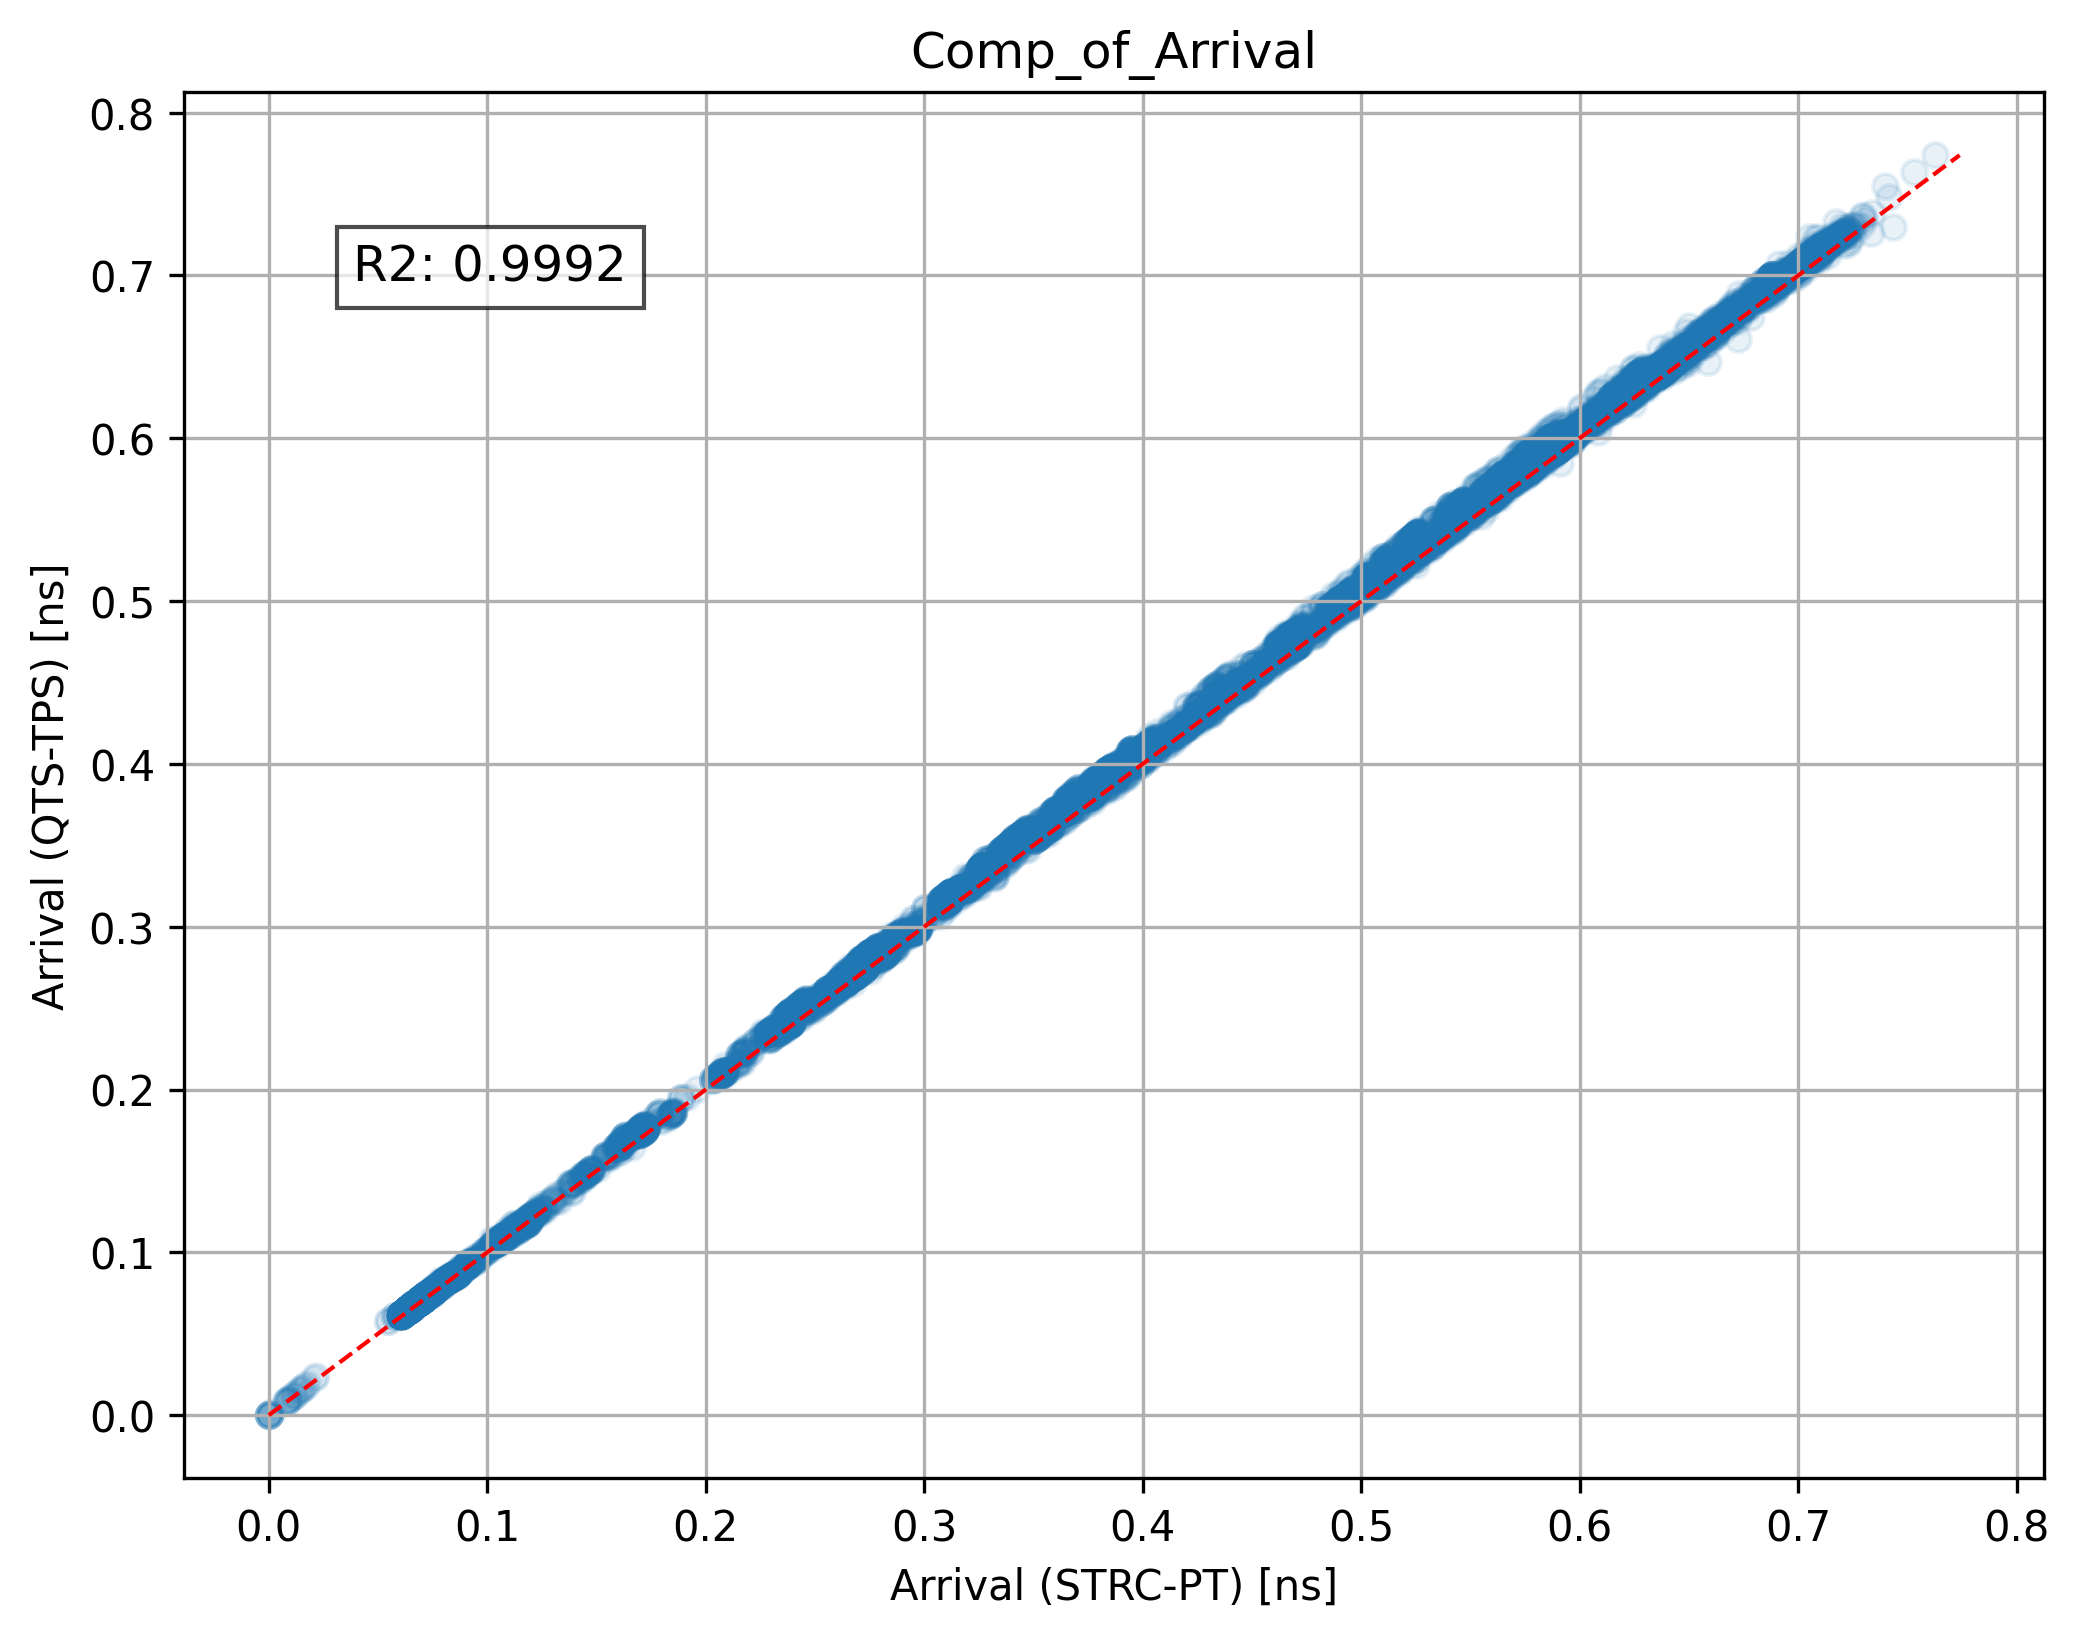 Comp_of_Arrival
0.8
0.7
0.6
0.5
0.4
0.3
0.2
0.1
0.0
Arrival (QTS-TPS) [ns]
R2: 0.9992
0.0 0.1 0.2 0.3 0.4 0.5 0.6 0.7 0.8
Arrival (STRC-PT) [ns]